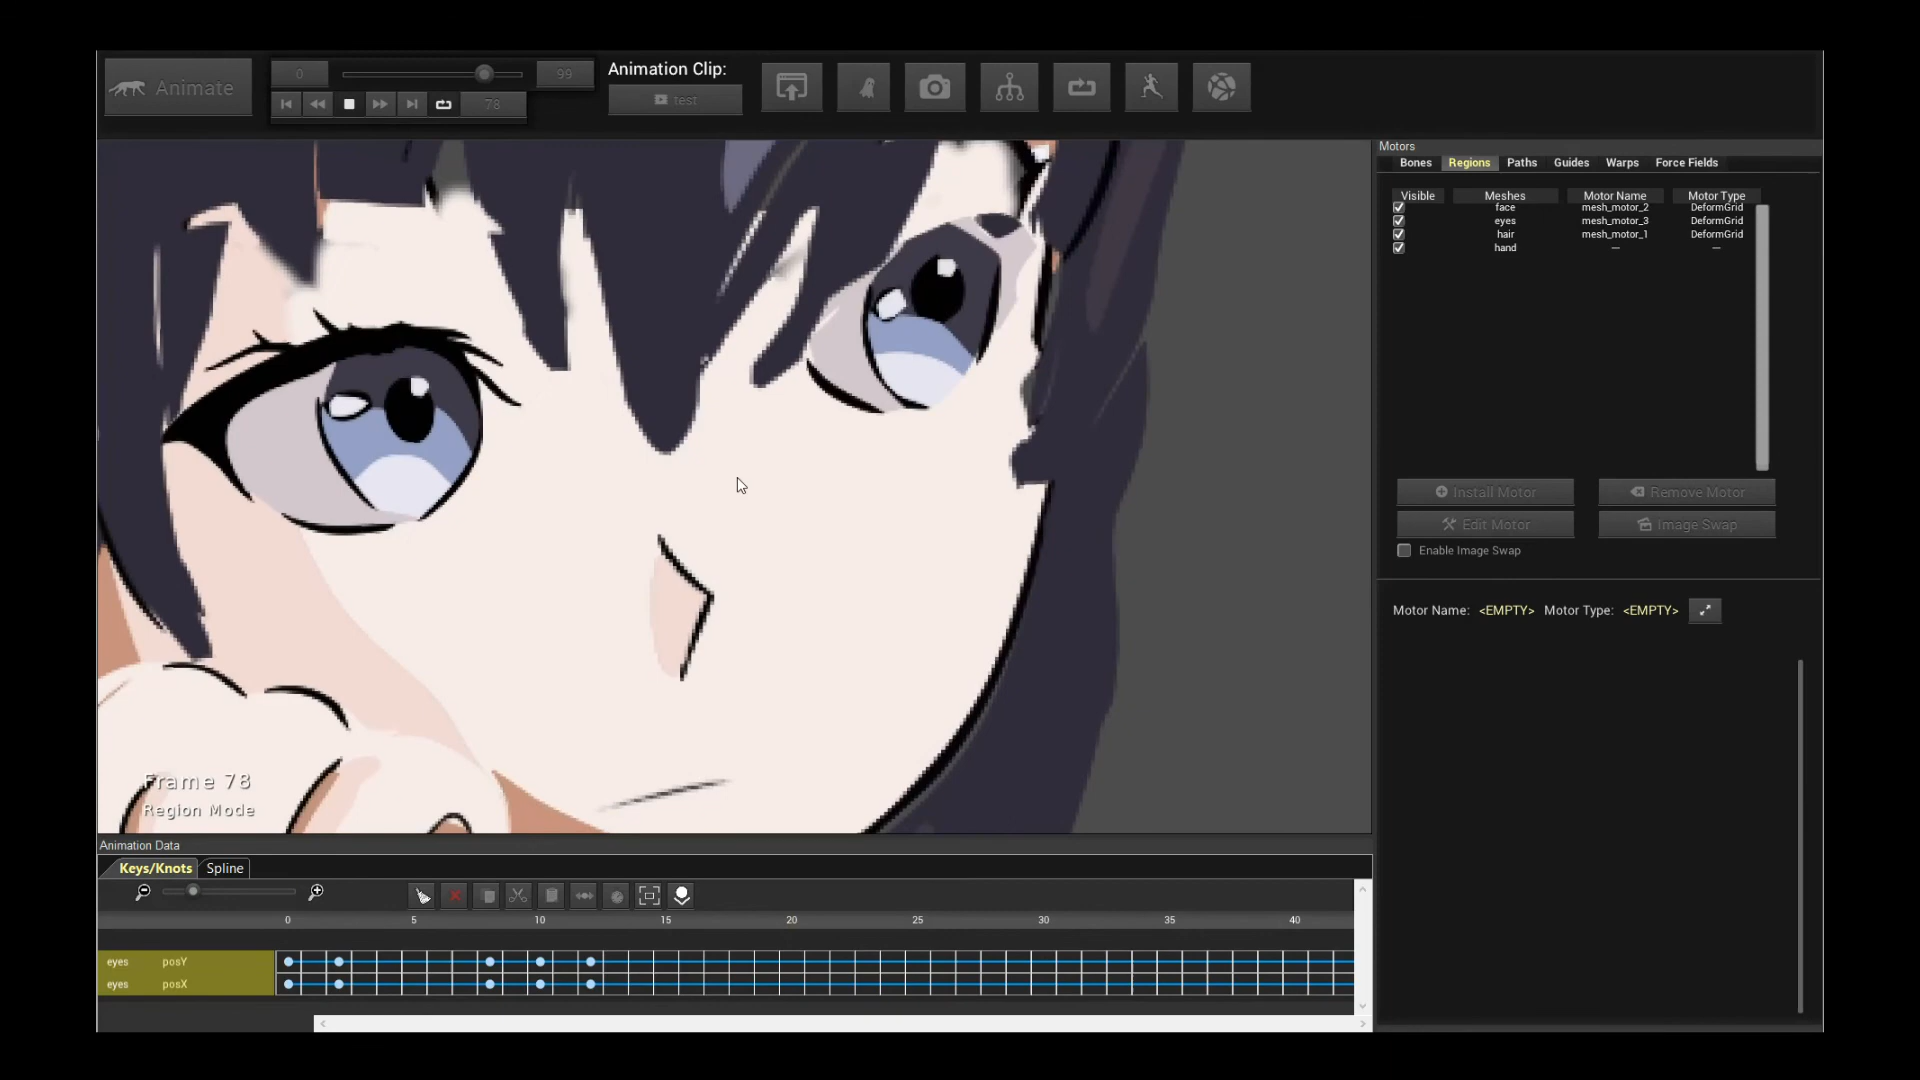 Animate
0
99
78
Animation Clip:
test
Motors
Bones Regions Paths Guides Warps Force Fields
Visible Meshes Motor Name Motor Type
face mesh_motor_2 DeformGrid
eyes mesh_motor_3 DeformGrid
hair mesh_motor_1 DeformGrid
hand — —
Install Motor Remove Motor
Edit Motor Image Swap
Enable Image Swap
Motor Name: <EMPTY> Motor Type: <EMPTY>
Frame 78
Region Mode
Animation Data
Keys/Knots Spline
0 5 10 15 20 25 30 35 40
eyes posY
eyes posX